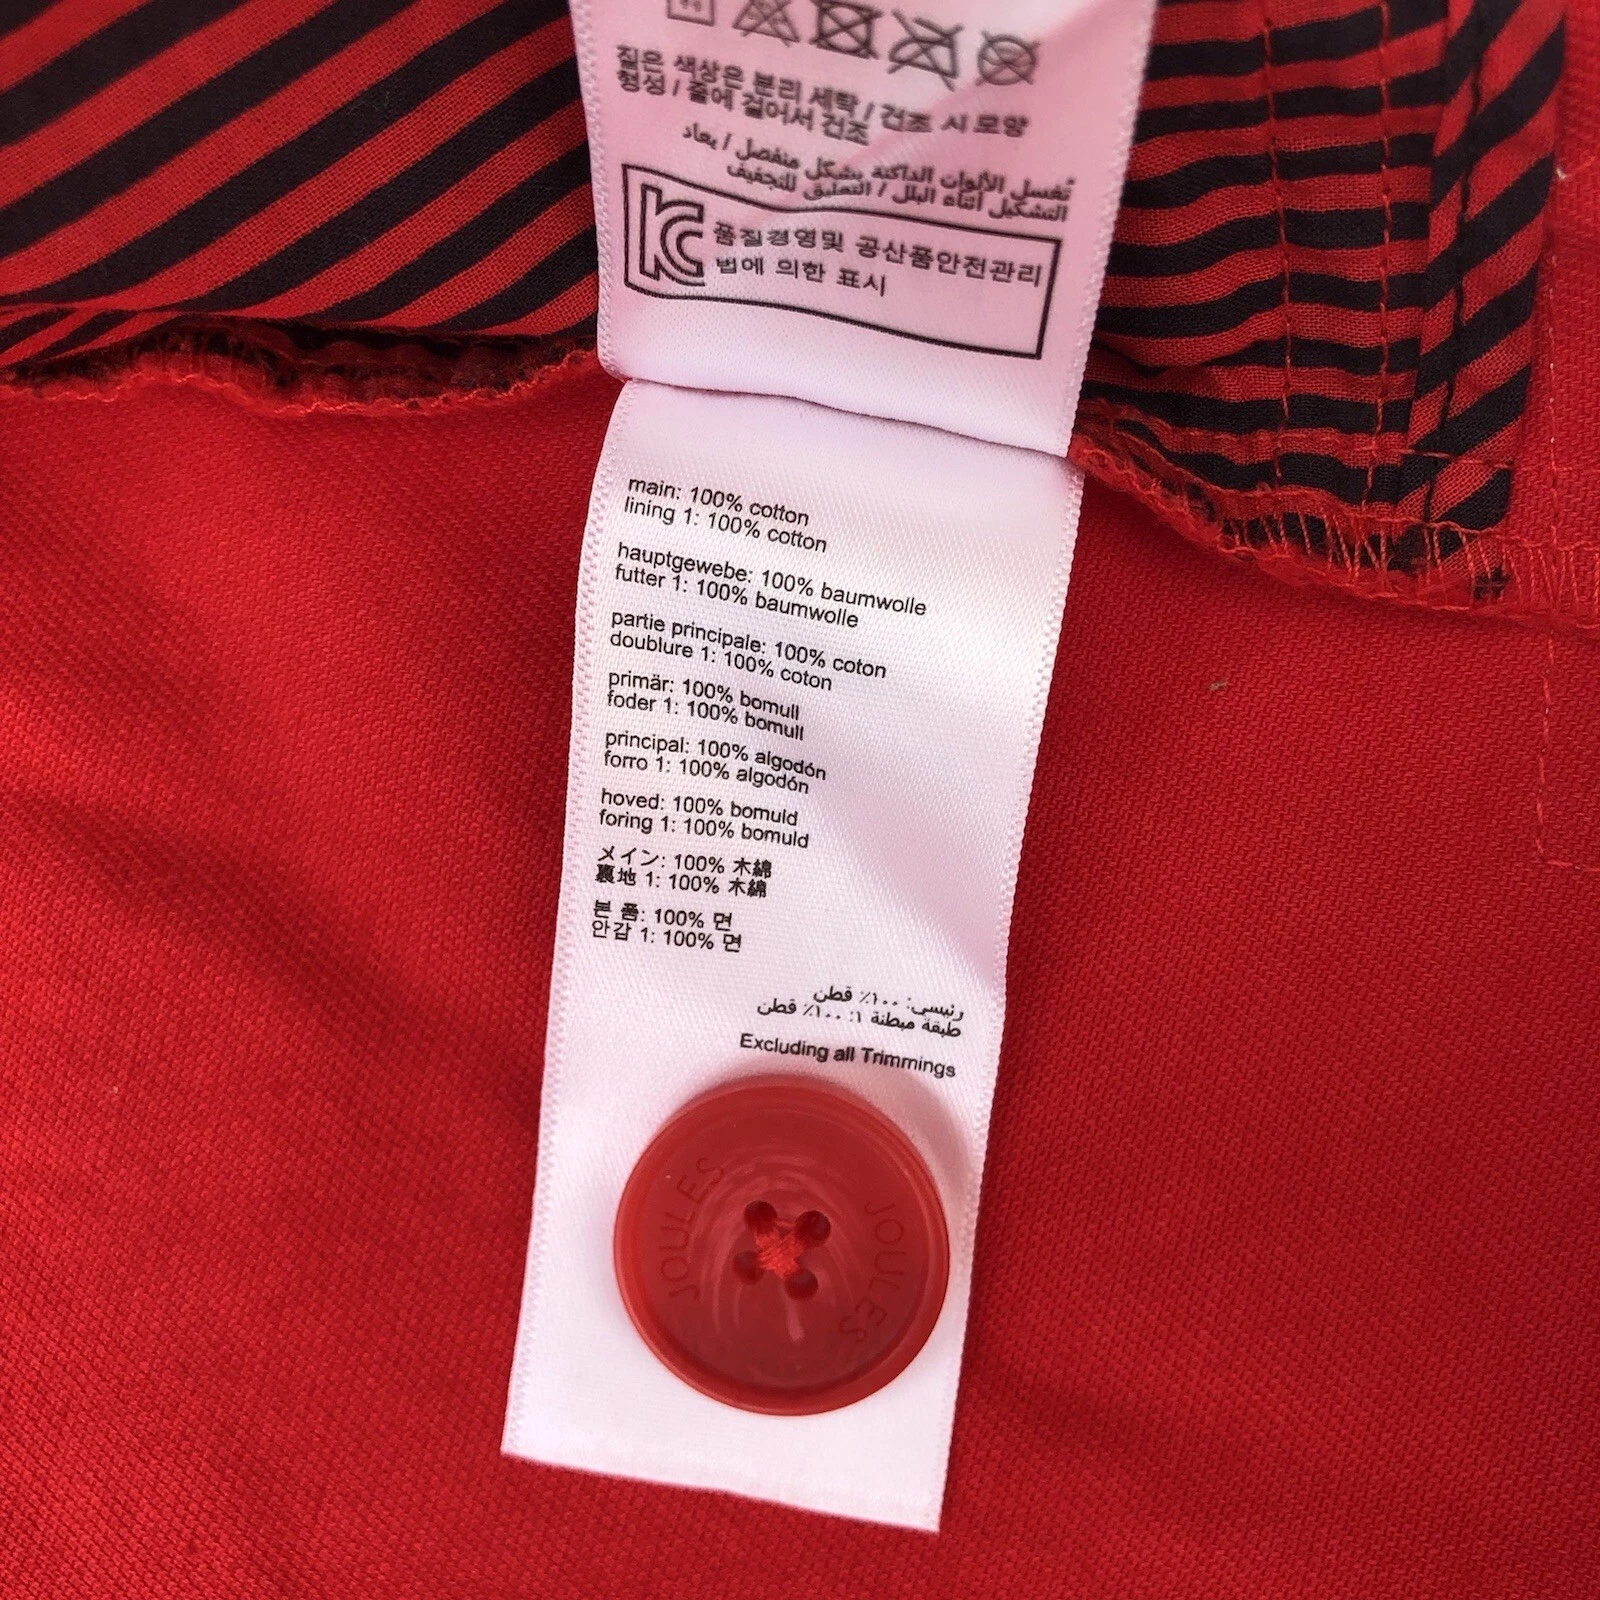 짙은 색상은 분리 세탁 / 건조 시 모양
형성 / 줄에 걸어서 건조
تغسل الألوان الداكنة بشكل منفصل / يعاد
التشكيل أثناء البلل / التعليق للتجفيف
품질경영및 공산품안전관리
법에 의한 표시
main: 100% cotton
lining 1: 100% cotton
hauptgewebe: 100% baumwolle
futter 1: 100% baumwolle
partie principale: 100% coton
doublure 1: 100% coton
primär: 100% bomull
foder 1: 100% bomull
principal: 100% algodón
forro 1: 100% algodón
hoved: 100% bomuld
foring 1: 100% bomuld
メイン: 100% 木綿
裏地 1: 100% 木綿
본 품: 100% 면
안감 1: 100% 면
رئيسي: ١٠٠٪ قطن
طبقة مبطنة ١: ١٠٠٪ قطن
Excluding all Trimmings
JOULES
JOULES